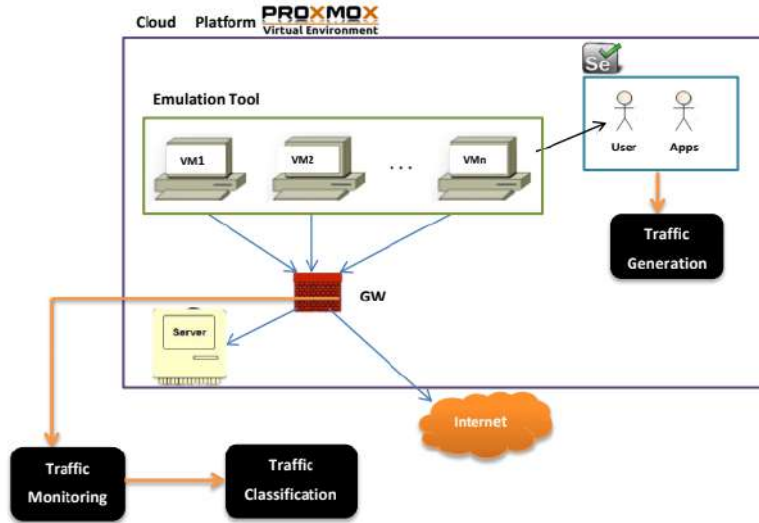 Cloud Platform PROXMOX
Virtual Environment
Se
Emulation Tool
VM1
VM2
...
VMn
User
Apps
Traffic
Generation
GW
Server
Internet
Traffic
Monitoring
Traffic
Classification